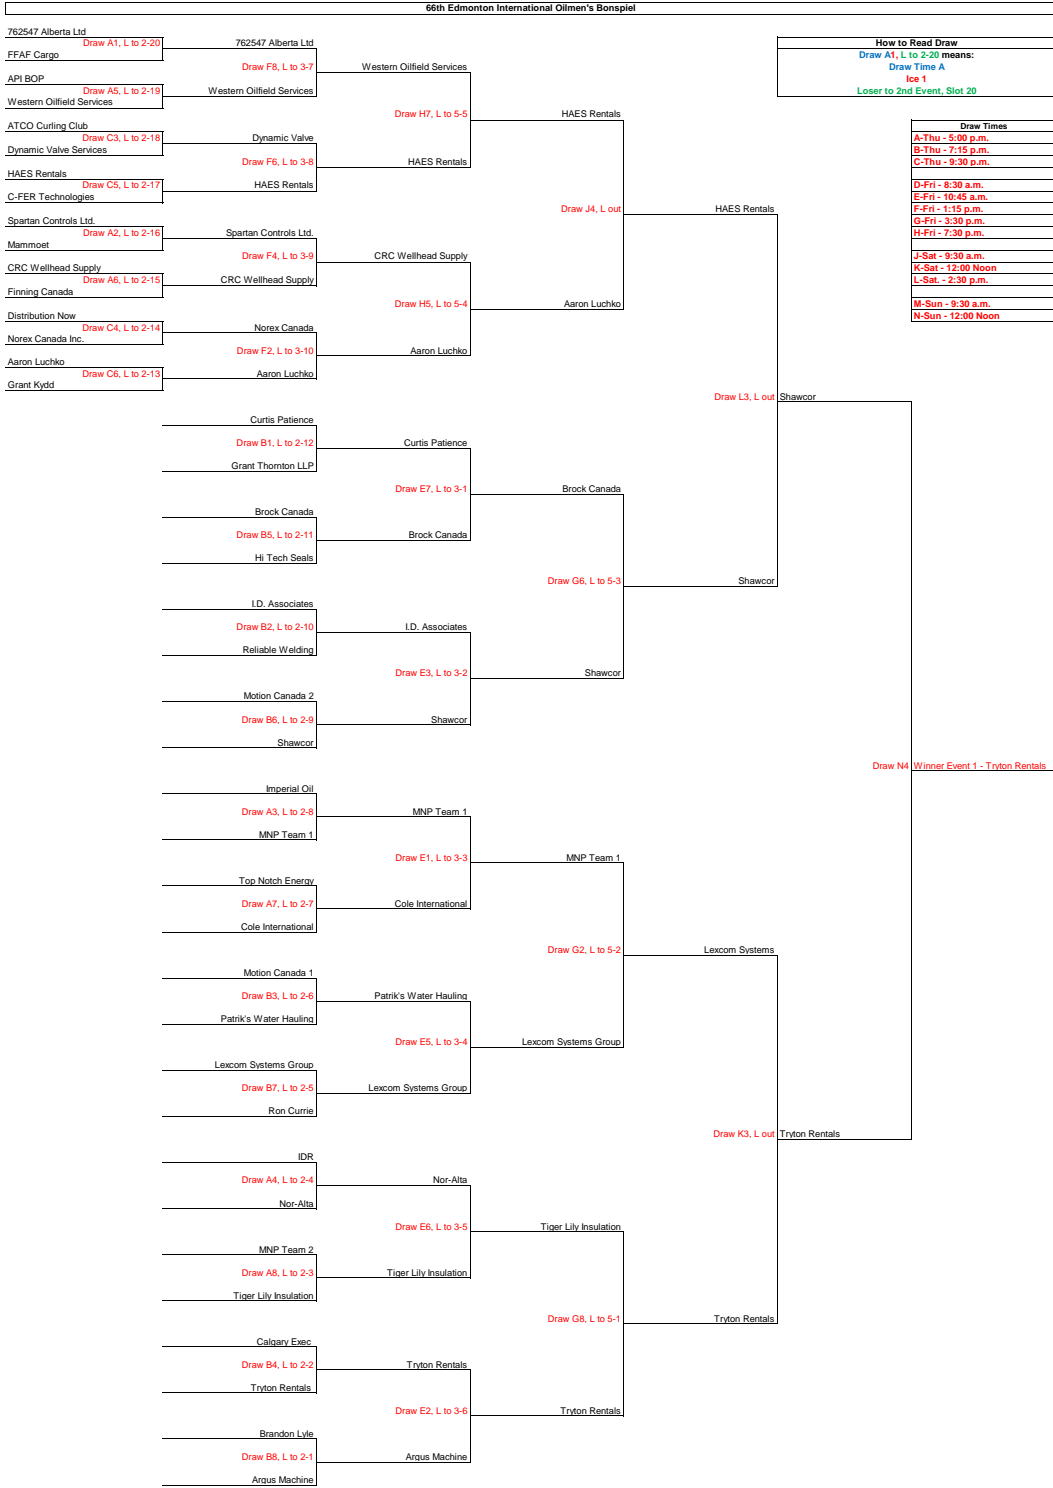 66th Edmonton International Oilmen's Bonspiel
762547 Alberta Ltd
Draw A1, L to 2-20
FFAF Cargo
762547 Alberta Ltd
Draw F8, L to 3-7
API BOP
Draw A5, L to 2-19
Western Oilfield Services
Western Oilfield Services
Western Oilfield Services
Draw H7, L to 5-5
ATCO Curling Club
Draw C3, L to 2-18
Dynamic Valve Services
Dynamic Valve
Draw F6, L to 3-8
HAES Rentals
Draw C5, L to 2-17
C-FER Technologies
HAES Rentals
HAES Rentals
HAES Rentals
Draw J4, L out
Spartan Controls Ltd.
Draw A2, L to 2-16
Mammoet
Spartan Controls Ltd.
Draw F4, L to 3-9
CRC Wellhead Supply
Draw A6, L to 2-15
Finning Canada
CRC Wellhead Supply
CRC Wellhead Supply
Draw H5, L to 5-4
Distribution Now
Draw C4, L to 2-14
Norex Canada Inc.
Norex Canada
Draw F2, L to 3-10
Aaron Luchko
Draw C6, L to 2-13
Grant Kydd
Aaron Luchko
Aaron Luchko
Aaron Luchko
HAES Rentals
Draw L3, L out
Shawcor
How to Read Draw
Draw A1, L to 2-20 means:
Draw Time A
Ice 1
Loser to 2nd Event, Slot 20
Draw Times
A-Thu - 5:00 p.m.
B-Thu - 7:15 p.m.
C-Thu - 9:30 p.m.
D-Fri - 8:30 a.m.
E-Fri - 10:45 a.m.
F-Fri - 1:15 p.m.
G-Fri - 3:30 p.m.
H-Fri - 7:30 p.m.
J-Sat - 9:30 a.m.
K-Sat - 12:00 Noon
L-Sat. - 2:30 p.m.
M-Sun - 9:30 a.m.
N-Sun - 12:00 Noon
Curtis Patience
Draw B1, L to 2-12
Grant Thornton LLP
Curtis Patience
Draw E7, L to 3-1
Brock Canada
Draw B5, L to 2-11
Hi Tech Seals
Brock Canada
Brock Canada
Draw G6, L to 5-3
Shawcor
I.D. Associates
Draw B2, L to 2-10
Reliable Welding
I.D. Associates
Draw E3, L to 3-2
Shawcor
Motion Canada 2
Draw B6, L to 2-9
Shawcor
Shawcor
Draw N4
Winner Event 1 - Tryton Rentals
Imperial Oil
Draw A3, L to 2-8
MNP Team 1
MNP Team 1
Draw E1, L to 3-3
MNP Team 1
Top Notch Energy
Draw A7, L to 2-7
Cole International
Cole International
Draw G2, L to 5-2
Lexcom Systems
Motion Canada 1
Draw B3, L to 2-6
Patrik's Water Hauling
Patrik's Water Hauling
Draw E5, L to 3-4
Lexcom Systems Group
Lexcom Systems Group
Draw B7, L to 2-5
Ron Currie
Lexcom Systems Group
Draw K3, L out
Tryton Rentals
IDR
Draw A4, L to 2-4
Nor-Alta
Nor-Alta
Draw E6, L to 3-5
Tiger Lily Insulation
MNP Team 2
Draw A8, L to 2-3
Tiger Lily Insulation
Tiger Lily Insulation
Draw G8, L to 5-1
Tryton Rentals
Calgary Exec
Draw B4, L to 2-2
Tryton Rentals
Tryton Rentals
Draw E2, L to 3-6
Tryton Rentals
Brandon Lyle
Draw B8, L to 2-1
Argus Machine
Argus Machine